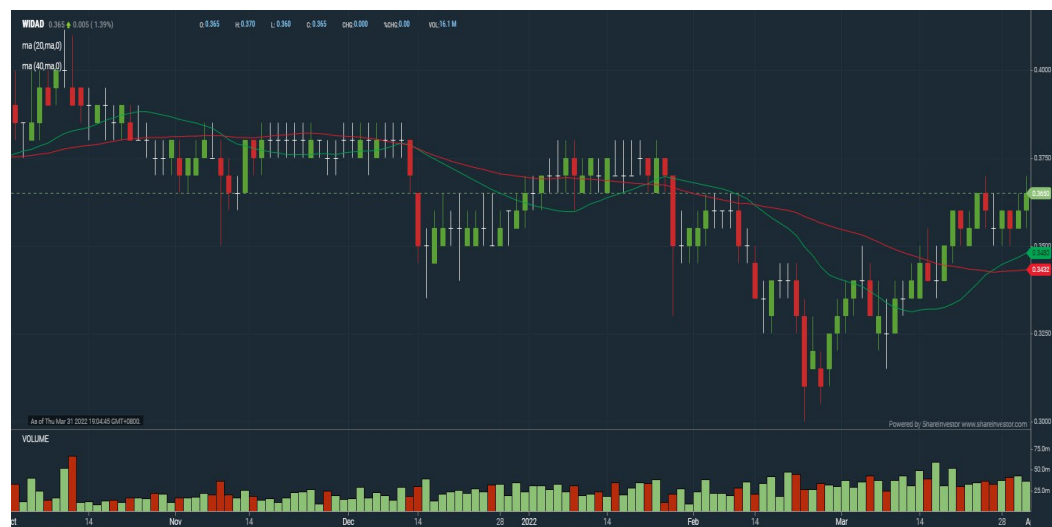 WIDAD 0.365 0.005 (1.39%) O: 0.365 H: 0.370 L: 0.360 C: 0.365 CHG: 0.000 %CHG: 0.00 VOL: 16.1 M
ma (20,ma,0)
ma (40,ma,0)
0.4000
0.3750
0.3650
0.3500
0.3432
0.3250
0.3000
As of Thu Mar 31 2022 19:04:45 GMT+0800.
Powered by ShareInvestor www.shareinvestor.com
VOLUME
75.0m
50.0m
25.0m
14 Nov 14 Dec 14 28 2022 14 Feb 14 Mar 14 28